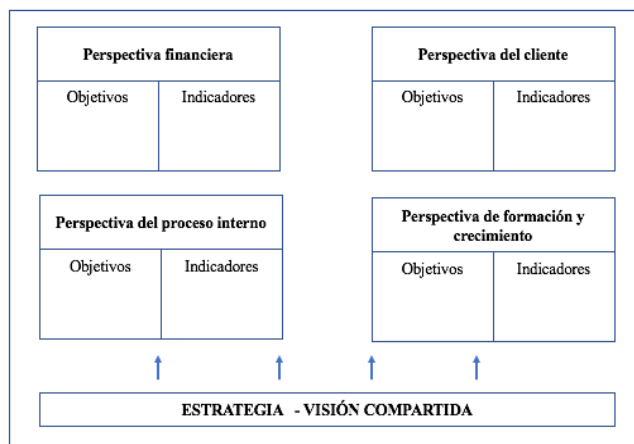 Perspectiva financiera
Objetivos
Indicadores
Perspectiva del cliente
Objetivos
Indicadores
Perspectiva del proceso interno
Objetivos
Indicadores
Perspectiva de formación y
crecimiento
Objetivos
Indicadores
ESTRATEGIA - VISIÓN COMPARTIDA